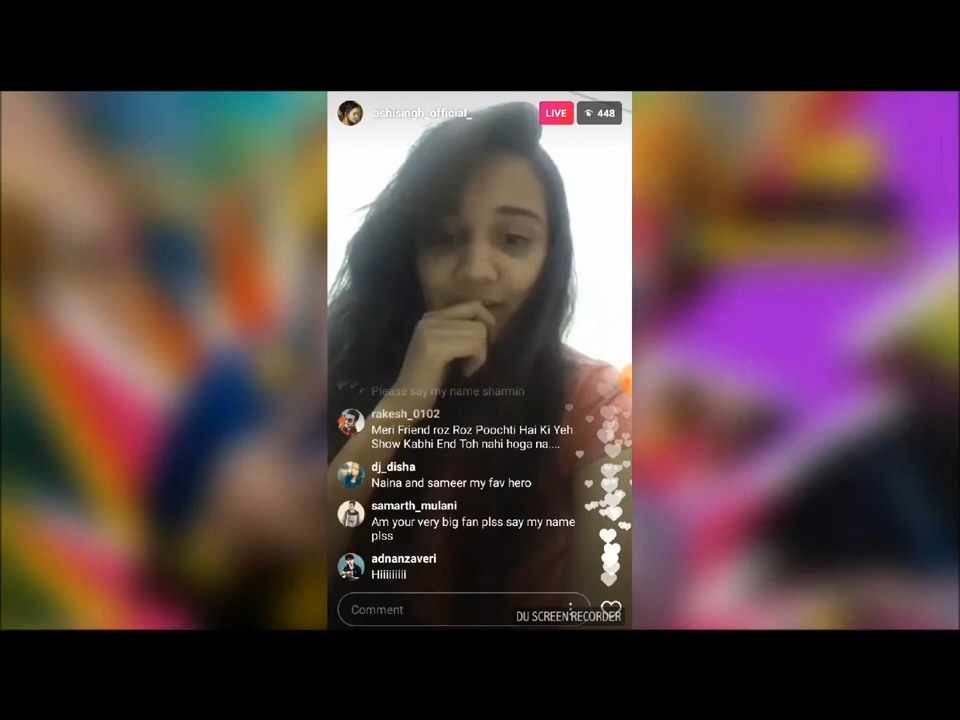 ashisingh_official_
LIVE 448
Please say my name sharmin
rakesh_0102
Meri Friend roz Roz Poochti Hai Ki Yeh
Show Kabhi End Toh nahi hoga na....
dj_disha
Naina and sameer my fav hero
samarth_mulani
Am your very big fan plss say my name
plss
adnanzaveri
Hiiiiiiiii
Comment
DU SCREEN RECORDER